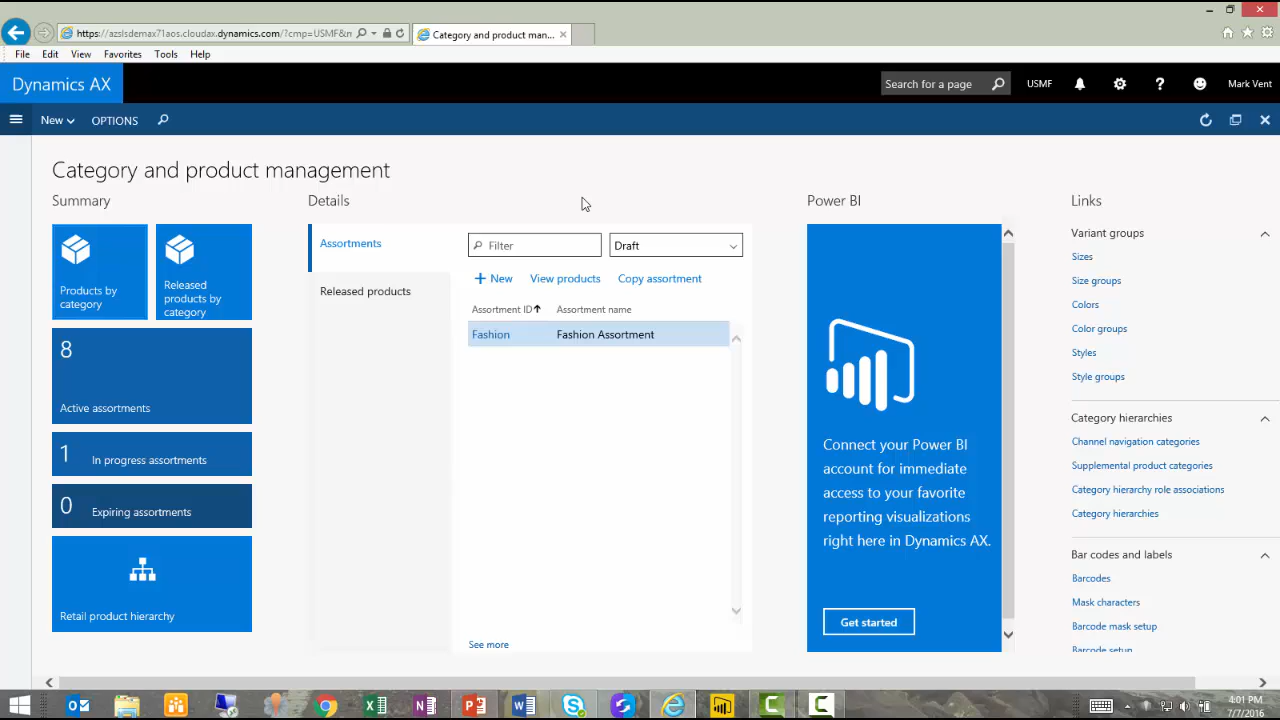 https://azslsdemax71aos.cloudax.dynamics.com/?cmp=USMF&m
Category and product man...
File Edit View Favorites Tools Help
Dynamics AX
Search for a page
USMF
Mark Vent
New
OPTIONS
Category and product management
Summary
Products by category
Released products by category
8
Active assortments
1
In progress assortments
0
Expiring assortments
Retail product hierarchy
Details
Assortments
Released products
Filter
Draft
New
View products
Copy assortment
Assortment ID
Assortment name
Fashion
Fashion Assortment
See more
Power BI
Connect your Power BI
account for immediate
access to your favorite
reporting visualizations
right here in Dynamics AX.
Get started
Links
Variant groups
Sizes
Size groups
Colors
Color groups
Styles
Style groups
Category hierarchies
Channel navigation categories
Supplemental product categories
Category hierarchy role associations
Category hierarchies
Bar codes and labels
Barcodes
Mask characters
Barcode mask setup
Barcode setup
4:01 PM
7/7/2016